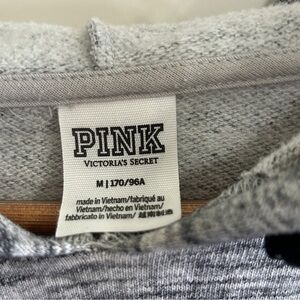 PINK
VICTORIA'S SECRET
M | 170/96A
made in Vietnam/fabriqué au
Vietnam/hecho en Vietnam/
fabbricato in Vietnam/ 越南制造